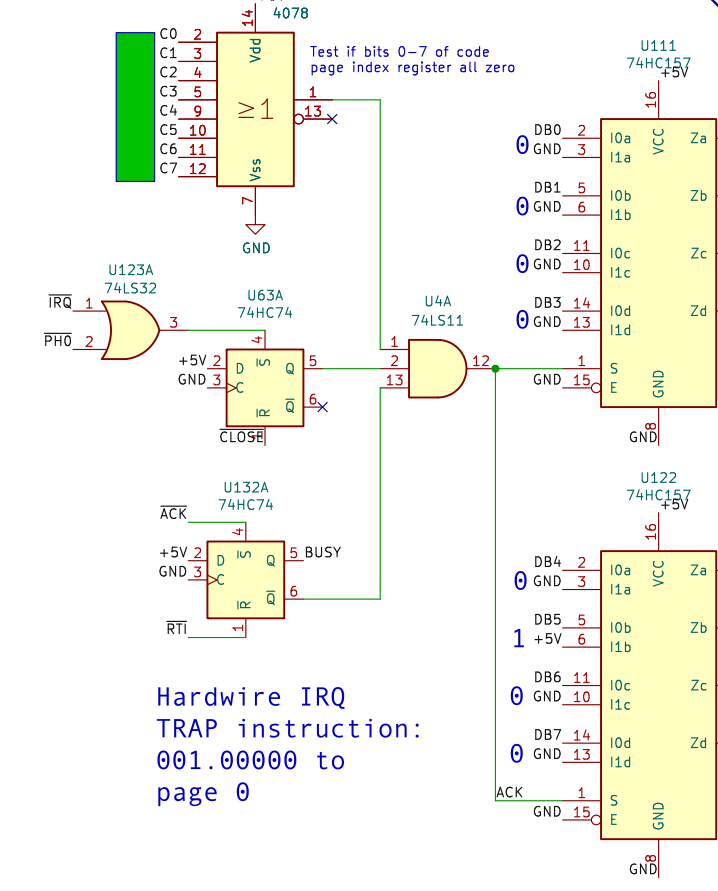 4078
14
Vdd
C0 2
C1 3
C2 4
C3 5
C4 9
C5 10
C6 11
C7 12
≥1
1
13
Vss
7
GND
Test if bits 0-7 of code
page index register all zero
U111
74HC157
+5V
16
VCC
DB0 2 I0a Za
0 GND 3 I1a
DB1 5 I0b Zb
0 GND 6 I1b
DB2 11 I0c Zc
0 GND 10 I1c
DB3 14 I0d Zd
0 GND 13 I1d
1 S
GND 15 E
GND
8
GND
U123A
74LS32
IRQ 1
PH0 2
3
U63A
74HC74
4
S
+5V 2 D Q 5
GND 3 C
Q 6
R
CLOSE
1
U4A
74LS11
1
2
13
12
U132A
74HC74
ACK
4
S
+5V 2 D Q 5 BUSY
GND 3 C
Q 6
R
1
RTI
U122
74HC157
+5V
16
VCC
DB4 2 I0a Za
0 GND 3 I1a
DB5 5 I0b Zb
1 +5V 6 I1b
DB6 11 I0c Zc
0 GND 10 I1c
DB7 14 I0d Zd
0 GND 13 I1d
ACK 1 S
GND 15 E
GND
8
GND
Hardwire IRQ
TRAP instruction:
001.00000 to
page 0